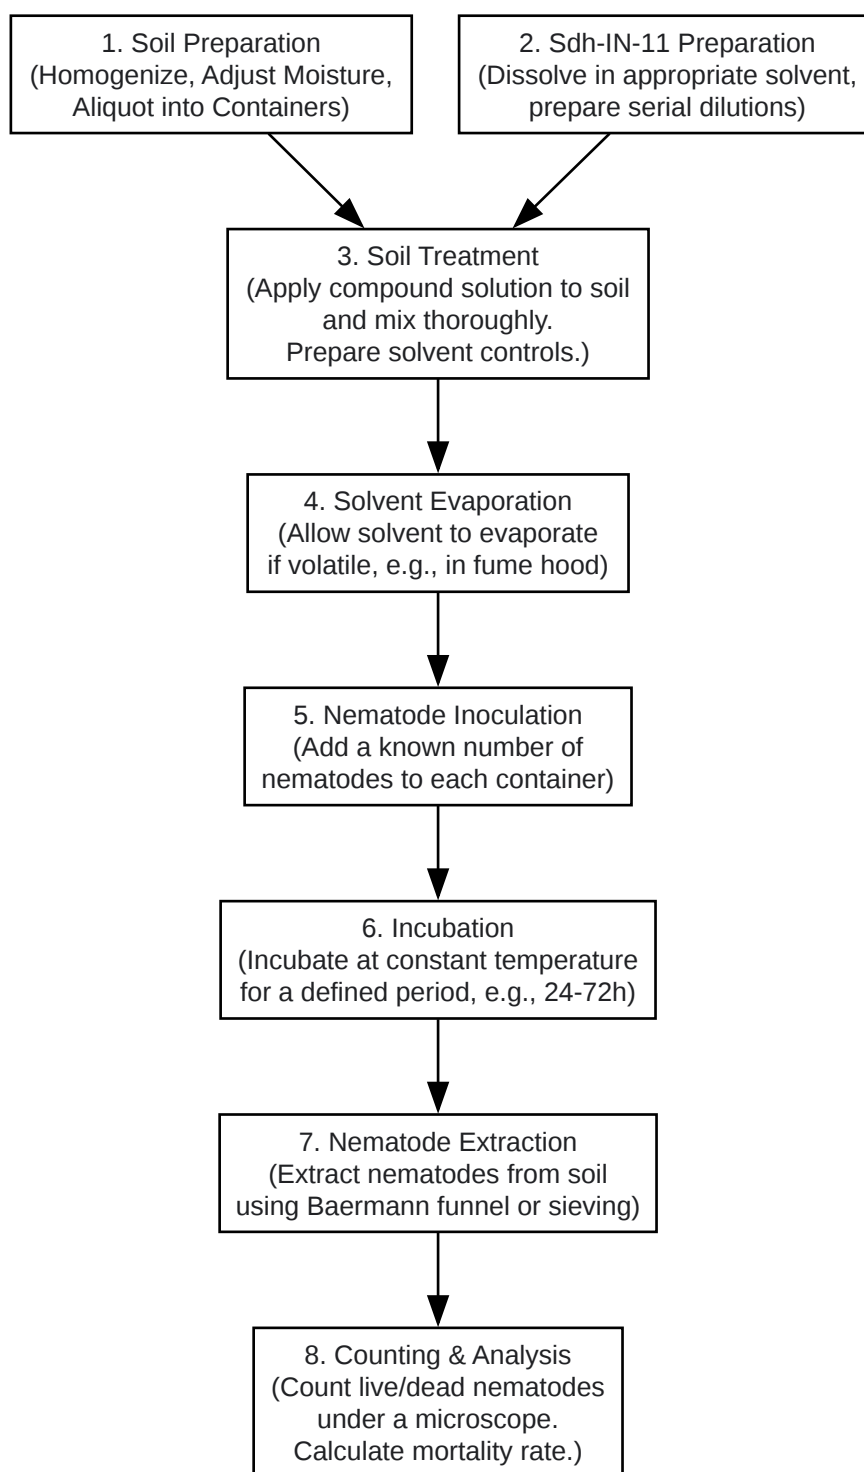 1. Soil Preparation
(Homogenize, Adjust Moisture,
Aliquot into Containers)
2. Sdh-IN-11 Preparation
(Dissolve in appropriate solvent,
prepare serial dilutions)
3. Soil Treatment
(Apply compound solution to soil
and mix thoroughly.
Prepare solvent controls.)
4. Solvent Evaporation
(Allow solvent to evaporate
if volatile, e.g., in fume hood)
5. Nematode Inoculation
(Add a known number of
nematodes to each container)
6. Incubation
(Incubate at constant temperature
for a defined period, e.g., 24-72h)
7. Nematode Extraction
(Extract nematodes from soil
using Baermann funnel or sieving)
8. Counting & Analysis
(Count live/dead nematodes
under a microscope.
Calculate mortality rate.)